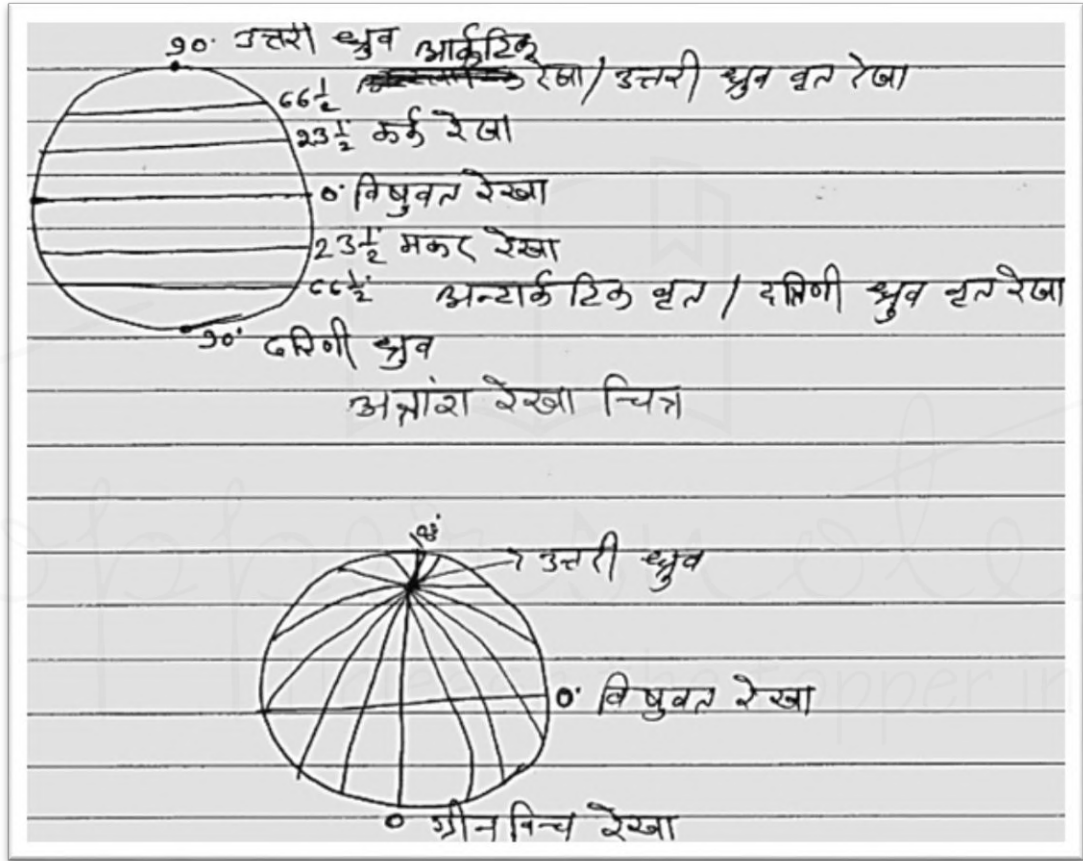 90° उत्तरी ध्रुव आर्कटिक
रेखा / उत्तरी ध्रुव वृत रेखा
66½
23½° कर्क रेखा
0° विषुवत रेखा
23½° मकर रेखा
66½° अन्टार्कटिक वृत / दक्षिणी ध्रुव वृत रेखा
90° दक्षिणी ध्रुव
अक्षांश रेखा चित्र
उत्तरी ध्रुव
0° विषुवत रेखा
0 ग्रीनविच रेखा